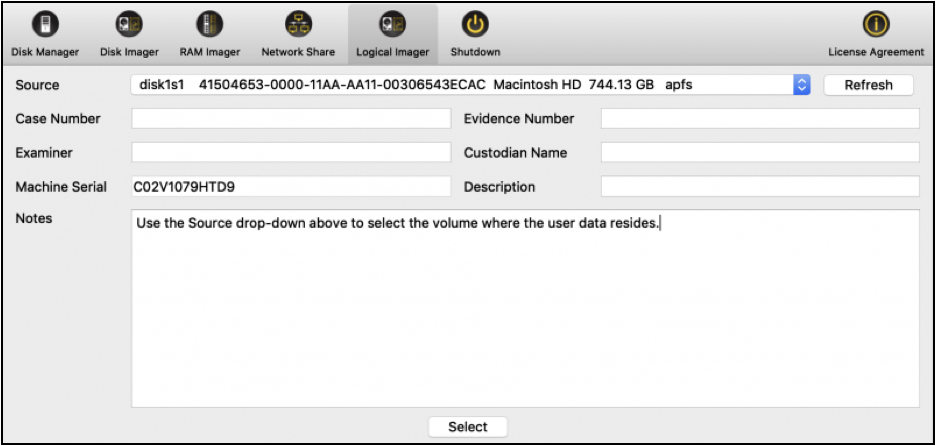 Disk Manager Disk Imager RAM Imager Network Share Logical Imager Shutdown License Agreement
Source disk1s1 41504653-0000-11AA-AA11-00306543ECAC Macintosh HD 744.13 GB apfs Refresh
Case Number Evidence Number
Examiner Custodian Name
Machine Serial C02V1079HTD9 Description
Notes Use the Source drop-down above to select the volume where the user data resides.
Select